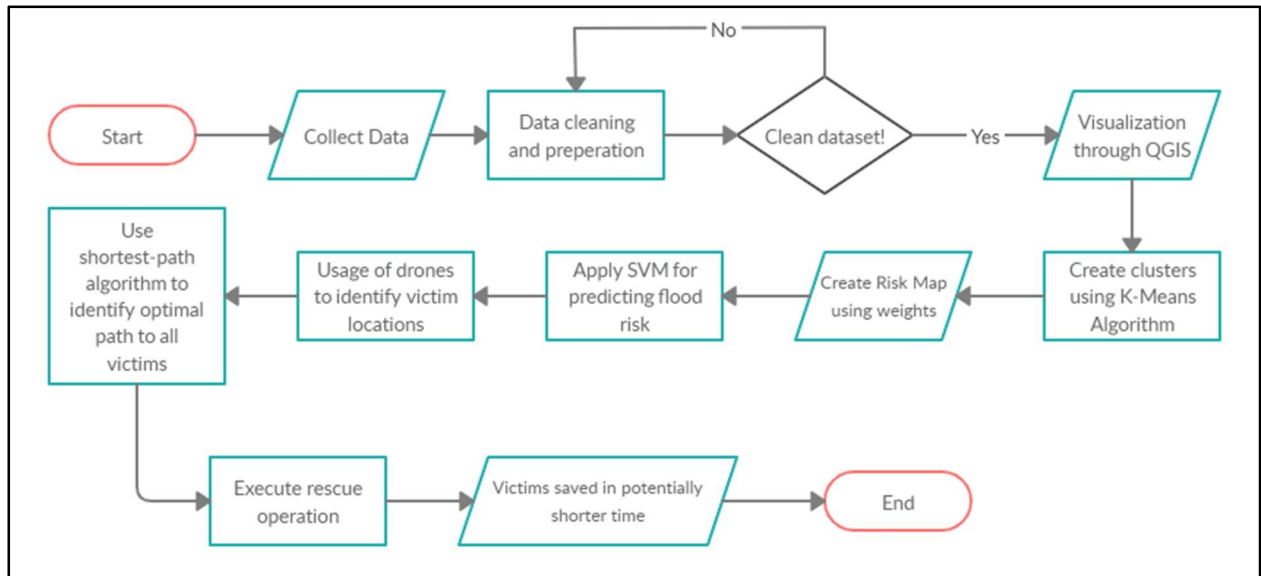 No
Start
Collect Data
Data cleaning
and preperation
Clean dataset!
Yes
Visualization
through QGIS
Use
shortest-path
algorithm to
identify optimal
path to all
victims
Usage of drones
to identify victim
locations
Apply SVM for
predicting flood
risk
Create Risk Map
using weights
Create clusters
using K-Means
Algorithm
Execute rescue
operation
Victims saved in potentially
shorter time
End